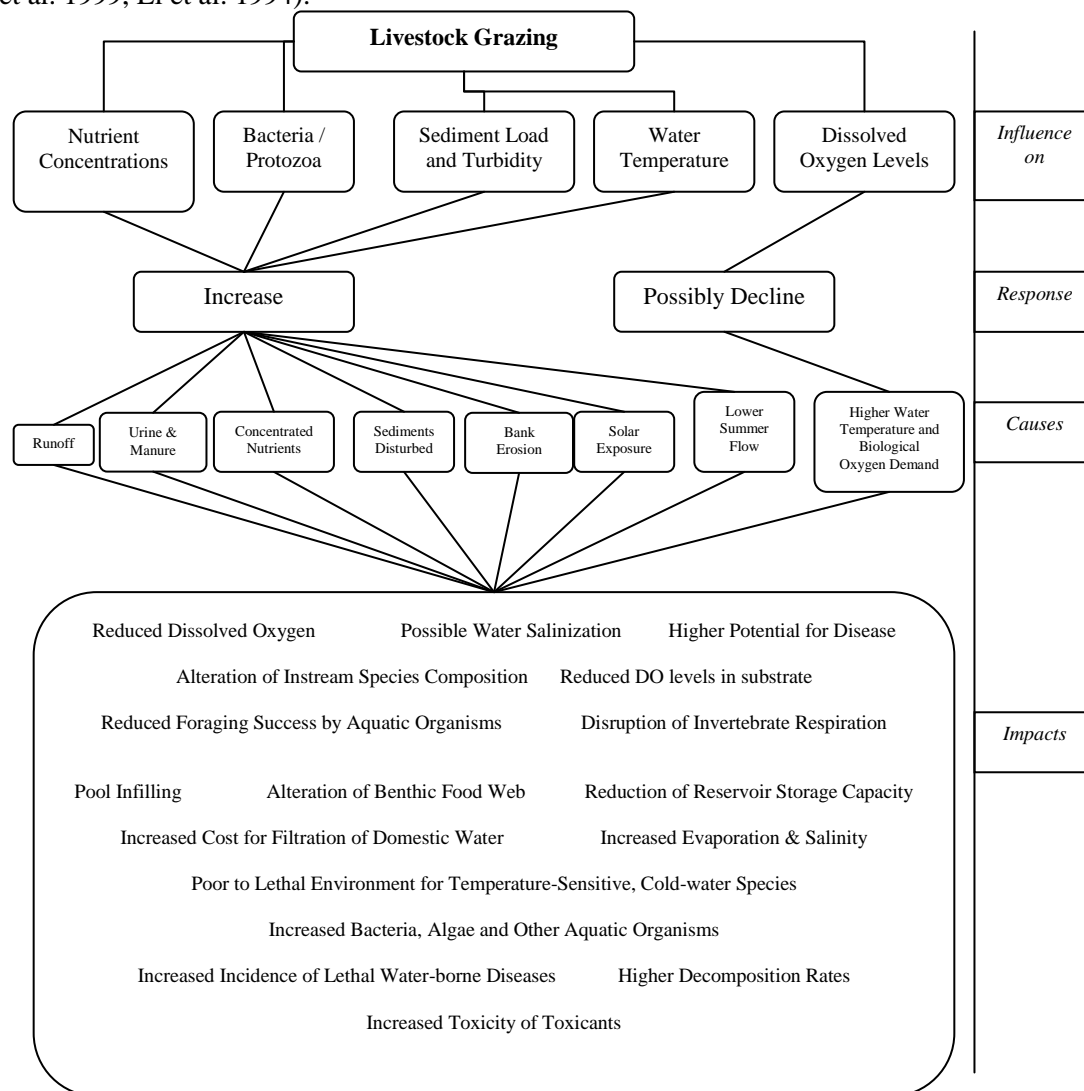 et al. 1999; Li et al. 1994).
Livestock Grazing
Nutrient
Concentrations
Bacteria /
Protozoa
Sediment Load
and Turbidity
Water
Temperature
Dissolved
Oxygen Levels
Influence
on
Increase
Possibly Decline
Response
Runoff
Urine &
Manure
Concentrated
Nutrients
Sediments
Disturbed
Bank
Erosion
Solar
Exposure
Lower
Summer
Flow
Higher Water
Temperature and
Biological
Oxygen Demand
Causes
Reduced Dissolved Oxygen Possible Water Salinization Higher Potential for Disease
Alteration of Instream Species Composition Reduced DO levels in substrate
Reduced Foraging Success by Aquatic Organisms Disruption of Invertebrate Respiration
Impacts
Pool Infilling Alteration of Benthic Food Web Reduction of Reservoir Storage Capacity
Increased Cost for Filtration of Domestic Water Increased Evaporation & Salinity
Poor to Lethal Environment for Temperature-Sensitive, Cold-water Species
Increased Bacteria, Algae and Other Aquatic Organisms
Increased Incidence of Lethal Water-borne Diseases Higher Decomposition Rates
Increased Toxicity of Toxicants